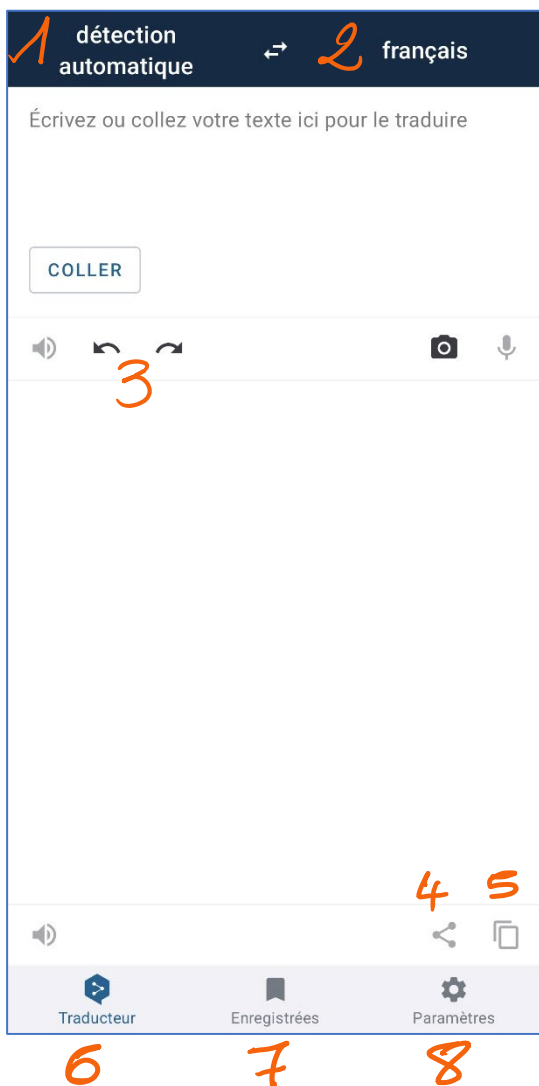 1 détection
automatique
2 français
Écrivez ou collez votre texte ici pour le traduire
COLLER
3
4 5
Traducteur Enregistrées Paramètres
6 7 8